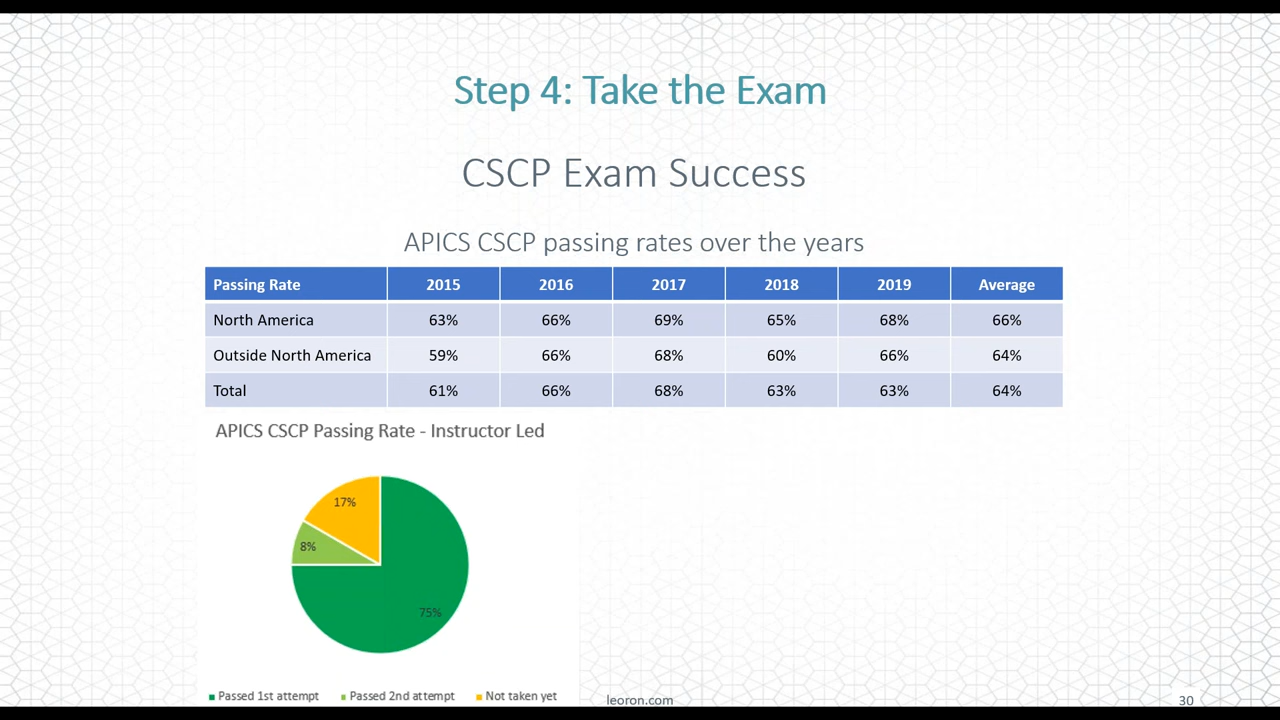 Step 4: Take the Exam
CSCP Exam Success
APICS CSCP passing rates over the years
Passing Rate 2015 2016 2017 2018 2019 Average
North America 63% 66% 69% 65% 68% 66%
Outside North America 59% 66% 68% 60% 66% 64%
Total 61% 66% 68% 63% 63% 64%
APICS CSCP Passing Rate - Instructor Led
17%
8%
75%
Passed 1st attempt Passed 2nd attempt Not taken yet
leoron.com 30